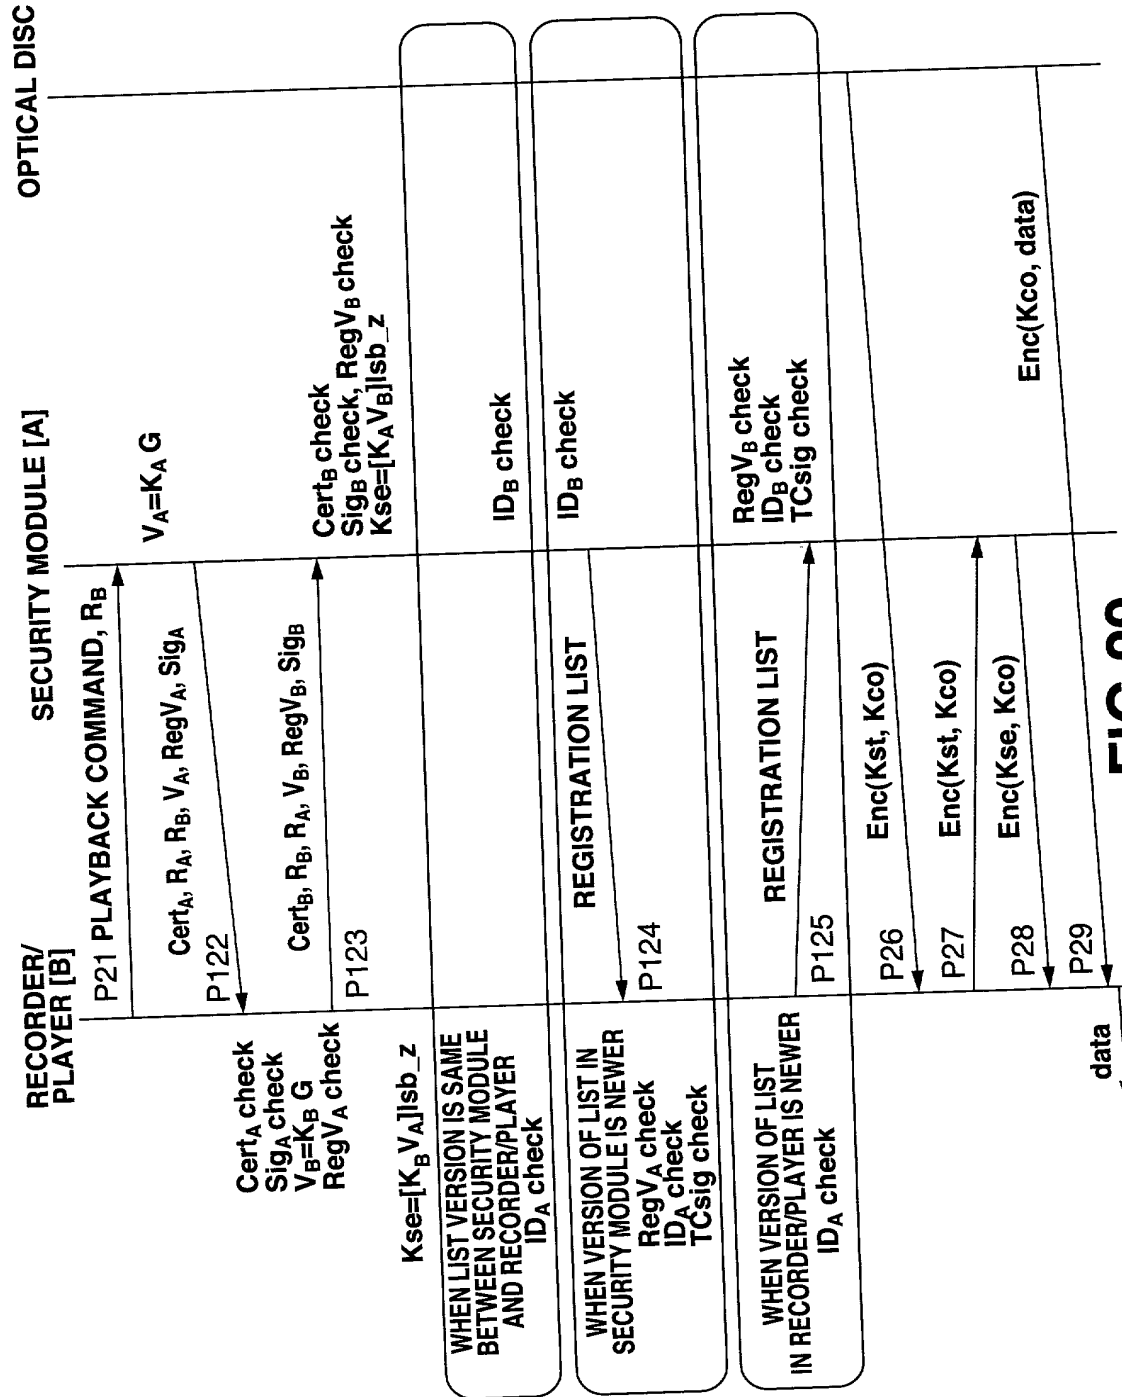 RECORDER/
PLAYER [B]
SECURITY MODULE [A]
OPTICAL DISC
P21 PLAYBACK COMMAND, RB
VA=KA G
CertA, RA, RB, VA, RegVA, SigA
P122
CertA check
SigA check
VB=KB G
RegVA check
CertB, RB, RA, VB, RegVB, SigB
P123
CertB check
SigB check, RegVB check
Kse=[KAVB]lsb_z
Kse=[KB VA]lsb_z
WHEN LIST VERSION IS SAME
BETWEEN SECURITY MODULE
AND RECORDER/PLAYER
IDA check
IDB check
WHEN VERSION OF LIST IN
SECURITY MODULE IS NEWER
RegVA check
IDA check
TCsig check
REGISTRATION LIST
P124
IDB check
WHEN VERSION OF LIST
IN RECORDER/PLAYER IS NEWER
IDA check
REGISTRATION LIST
P125
RegVB check
IDB check
TCsig check
P26
Enc(Kst, Kco)
P27
Enc(Kst, Kco)
P28
Enc(Kse, Kco)
P29
Enc(Kco, data)
data